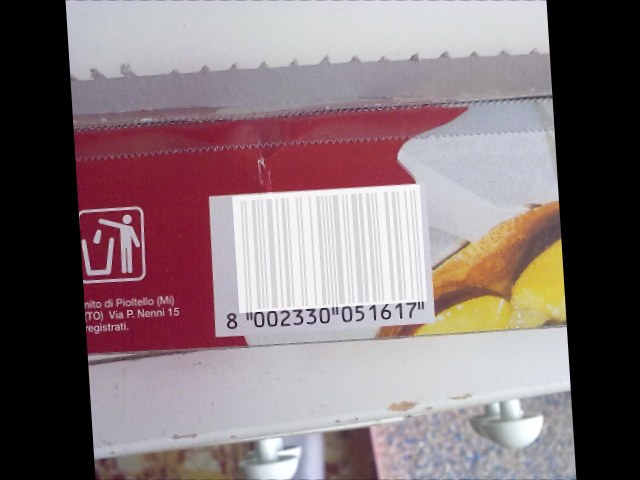 nito di Pioltello (Mi)
(TO) Via P. Nenni 15
registrati.
8 "002330"051617"